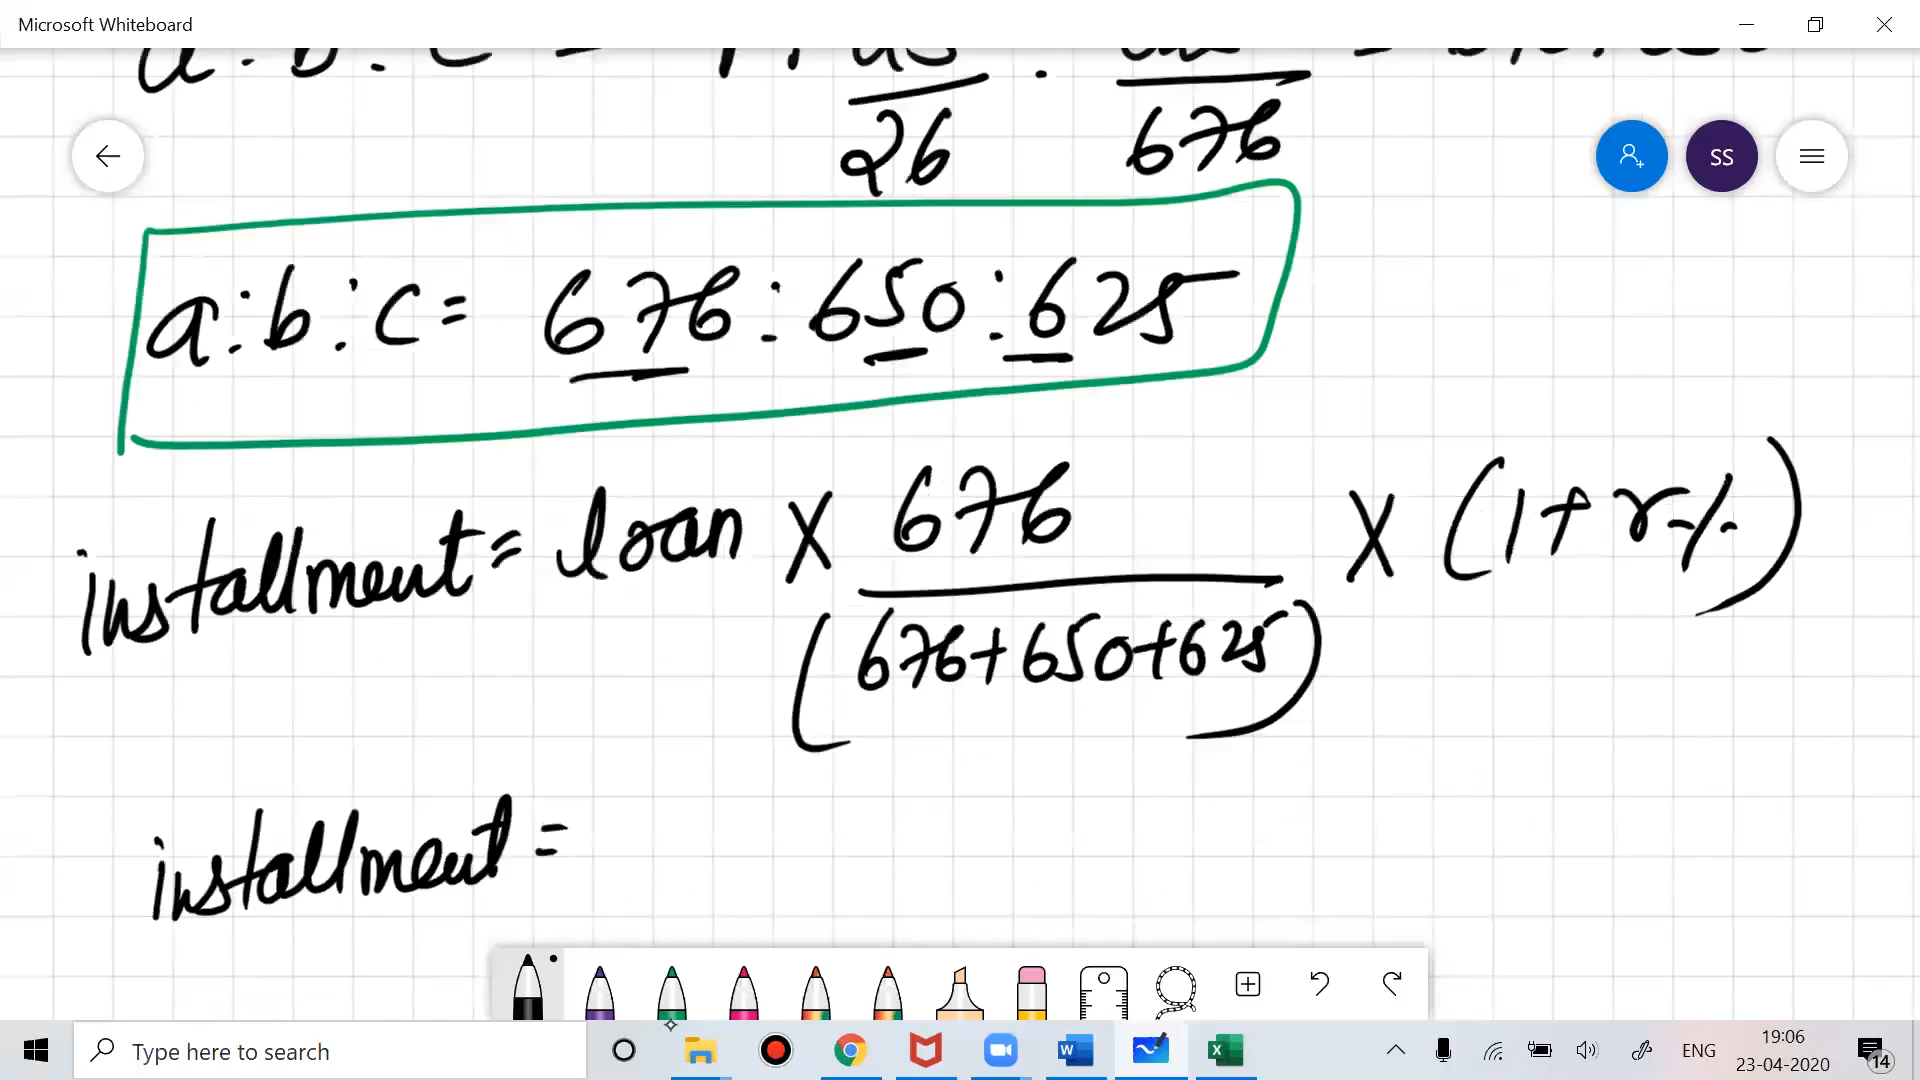 Microsoft Whiteboard
a : b : c =
26
676
SS
a : b : c = 676 : 650 : 625
installment = loan X 676 X (1 + r%)
(676 + 650 + 625)
installment =
Type here to search
ENG
19:06
23-04-2020
14